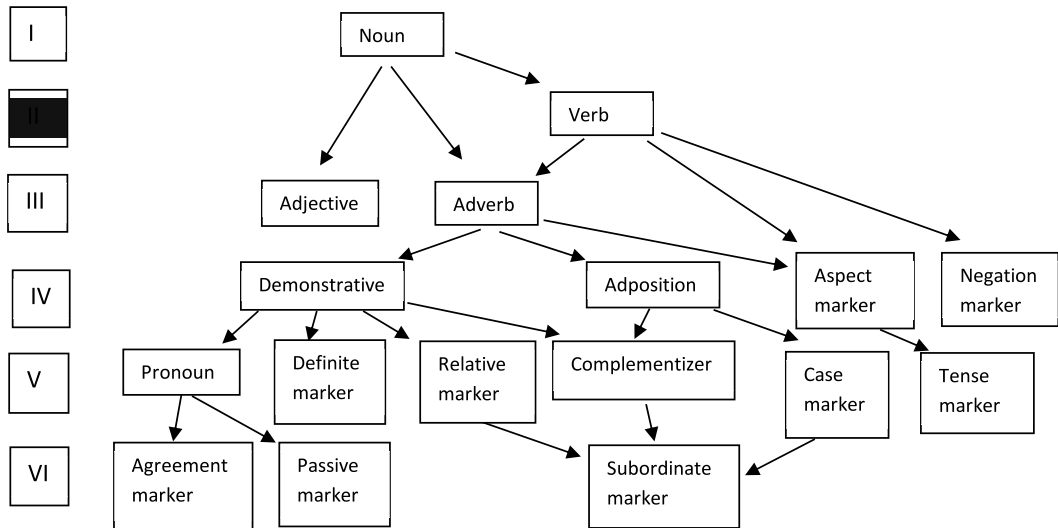 I
Noun
II
Verb
III
Adjective
Adverb
IV
Demonstrative
Adposition
Aspect
marker
Negation
marker
V
Pronoun
Definite
marker
Relative
marker
Complementizer
Case
marker
Tense
marker
VI
Agreement
marker
Passive
marker
Subordinate
marker